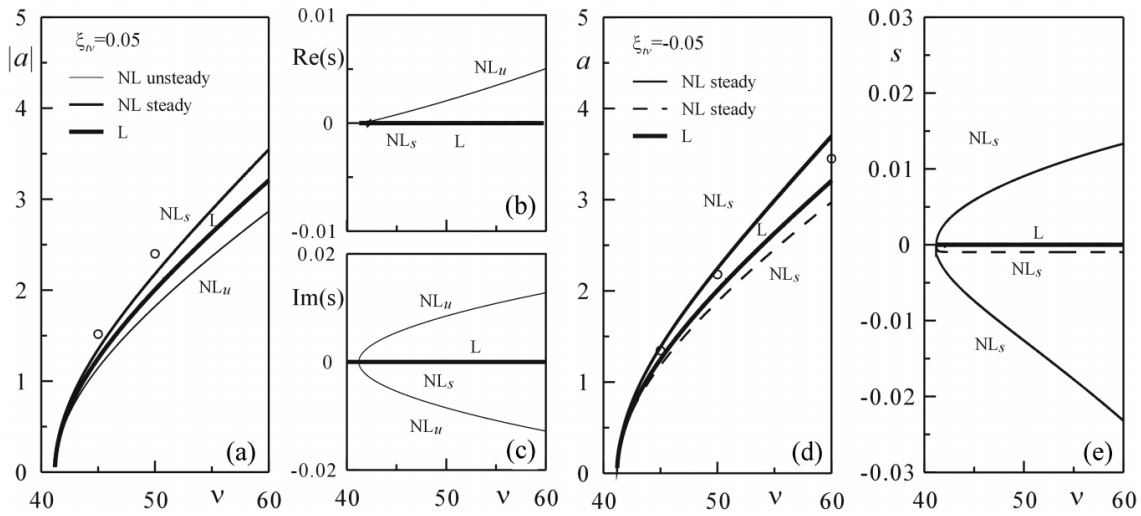 5
|a|
4
3
2
1
0
40
50
ν
60
ξtv=0.05
NL unsteady
NL steady
L
NLs
L
NLu
(a)
0.01
Re(s)
0
-0.01
NLu
NLs
L
(b)
0.02
Im(s)
0
-0.02
NLu
L
NLs
NLu
(c)
40
50
ν
60
5
a
4
3
2
1
0
40
50
ν
60
ξtv=-0.05
NL steady
NL steady
L
NLs
L
NLs
(d)
0.03
s
0.02
0.01
0
-0.01
-0.02
-0.03
40
50
ν
60
NLs
L
NLs
NLs
(e)